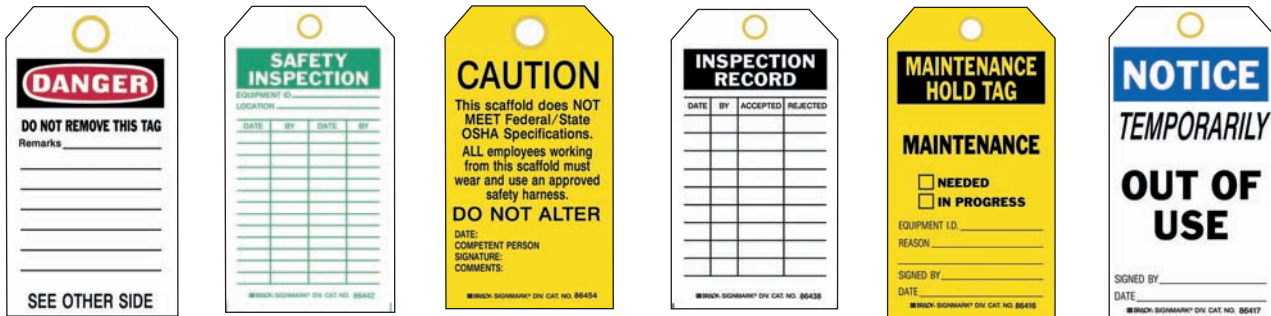 DANGER
DO NOT REMOVE THIS TAG
Remarks
SEE OTHER SIDE
SAFETY
INSPECTION
EQUIPMENT ID.
LOCATION
DATE BY DATE BY
BRADY SIGNMARK® DIV. CAT. NO. 86442
CAUTION
This scaffold does NOT
MEET Federal/State
OSHA Specifications.
ALL employees working
from this scaffold must
wear and use an approved
safety harness.
DO NOT ALTER
DATE:
COMPETENT PERSON
SIGNATURE:
COMMENTS:
BRADY SIGNMARK® DIV. CAT. NO. 86454
INSPECTION
RECORD
DATE BY ACCEPTED REJECTED
BRADY SIGNMARK® DIV. CAT. NO. 86438
MAINTENANCE
HOLD TAG
MAINTENANCE
NEEDED
IN PROGRESS
EQUIPMENT I.D.
REASON
SIGNED BY
DATE
BRADY SIGNMARK® DIV. CAT. NO. 86416
NOTICE
TEMPORARILY
OUT OF
USE
SIGNED BY
DATE
BRADY SIGNMARK® DIV. CAT. NO. 86417